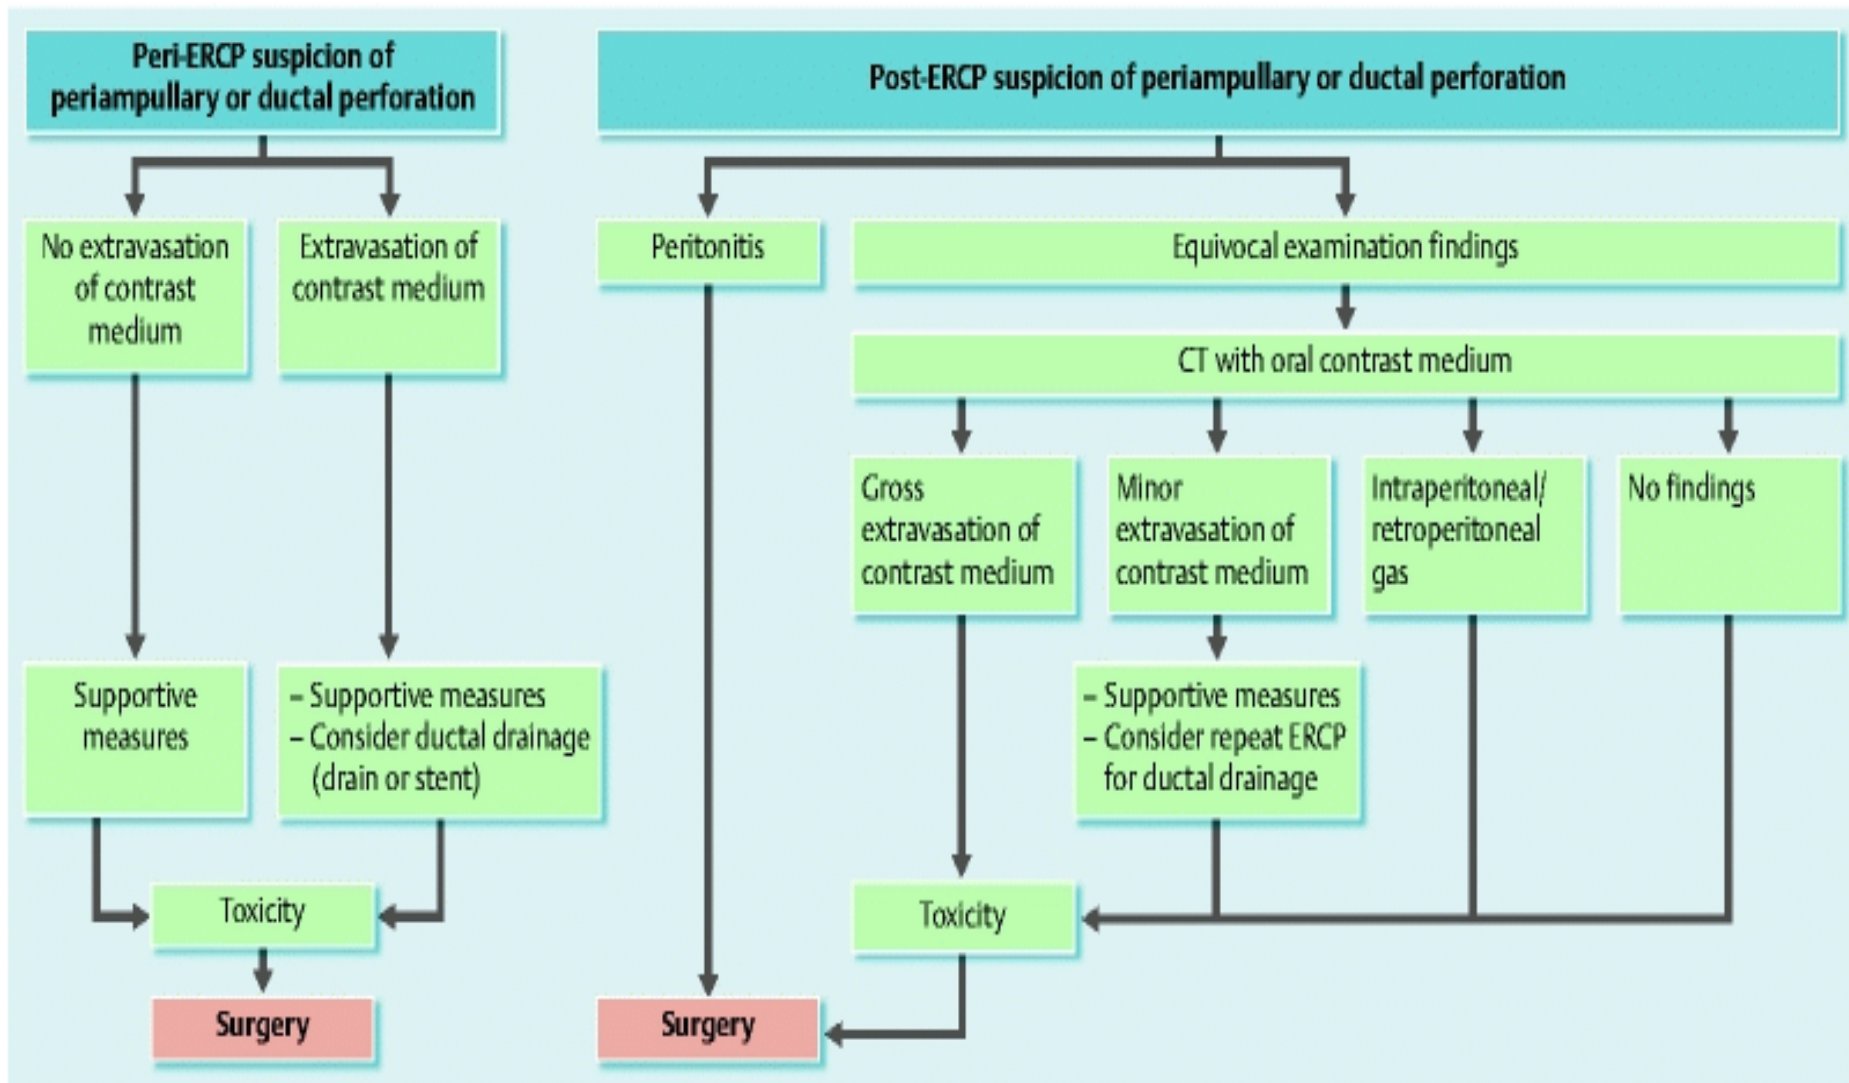 Peri-ERCP suspicion of
periampullary or ductal perforation
Post-ERCP suspicion of periampullary or ductal perforation
No extravasation
of contrast
medium
Extravasation of
contrast medium
Peritonitis
Equivocal examination findings
CT with oral contrast medium
Gross
extravasation of
contrast medium
Minor
extravasation of
contrast medium
Intraperitoneal/
retroperitoneal
gas
No findings
Supportive
measures
– Supportive measures
– Consider ductal drainage
(drain or stent)
– Supportive measures
– Consider repeat ERCP
for ductal drainage
Toxicity
Toxicity
Surgery
Surgery